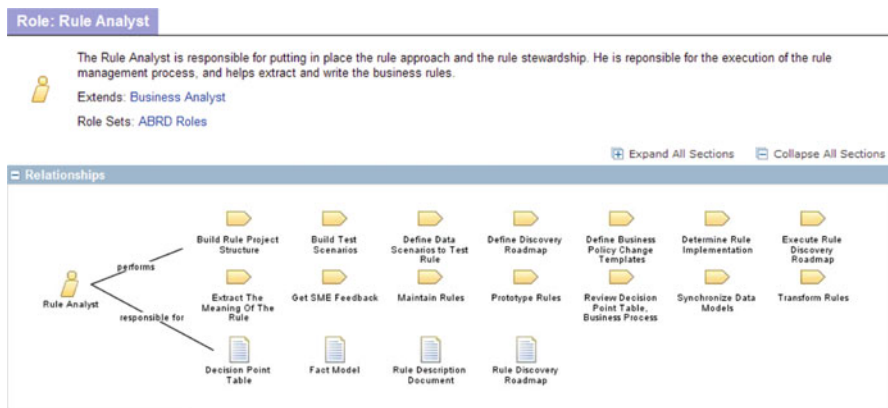 Role: Rule Analyst
The Rule Analyst is responsible for putting in place the rule approach and the rule stewardship. He is reponsible for the execution of the rule
management process, and helps extract and write the business rules.
Extends: Business Analyst
Role Sets: ABRD Roles
Expand All Sections Collapse All Sections
Relationships
Build Rule Project Build Test Define Data Define Discovery Define Business Determine Rule Execute Rule
Structure Scenarios Scenarios to Test Roadmap Policy Change Implementation Discovery
Rule Templates Roadmap
performs
Rule Analyst
Extract The Get SME Feedback Maintain Rules Prototype Rules Review Decision Synchronize Data Transform Rules
Meaning Of The Point Table, Models
Rule Business Process
responsible for
Decision Point Fact Model Rule Description Rule Discovery
Table Document Roadmap